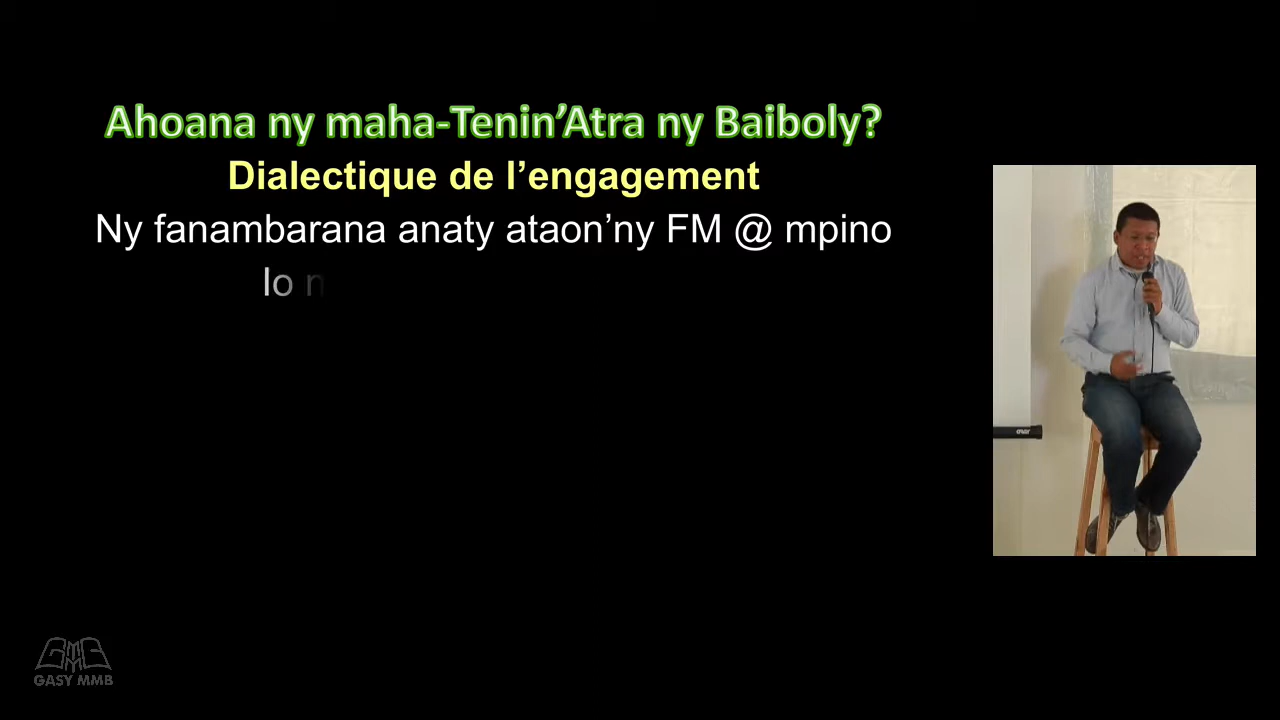 Ahoana ny maha-Tenin’Atra ny Baiboly?
Dialectique de l’engagement
Ny fanambarana anaty ataon’ny FM @ mpino
Io n
GASY MMB